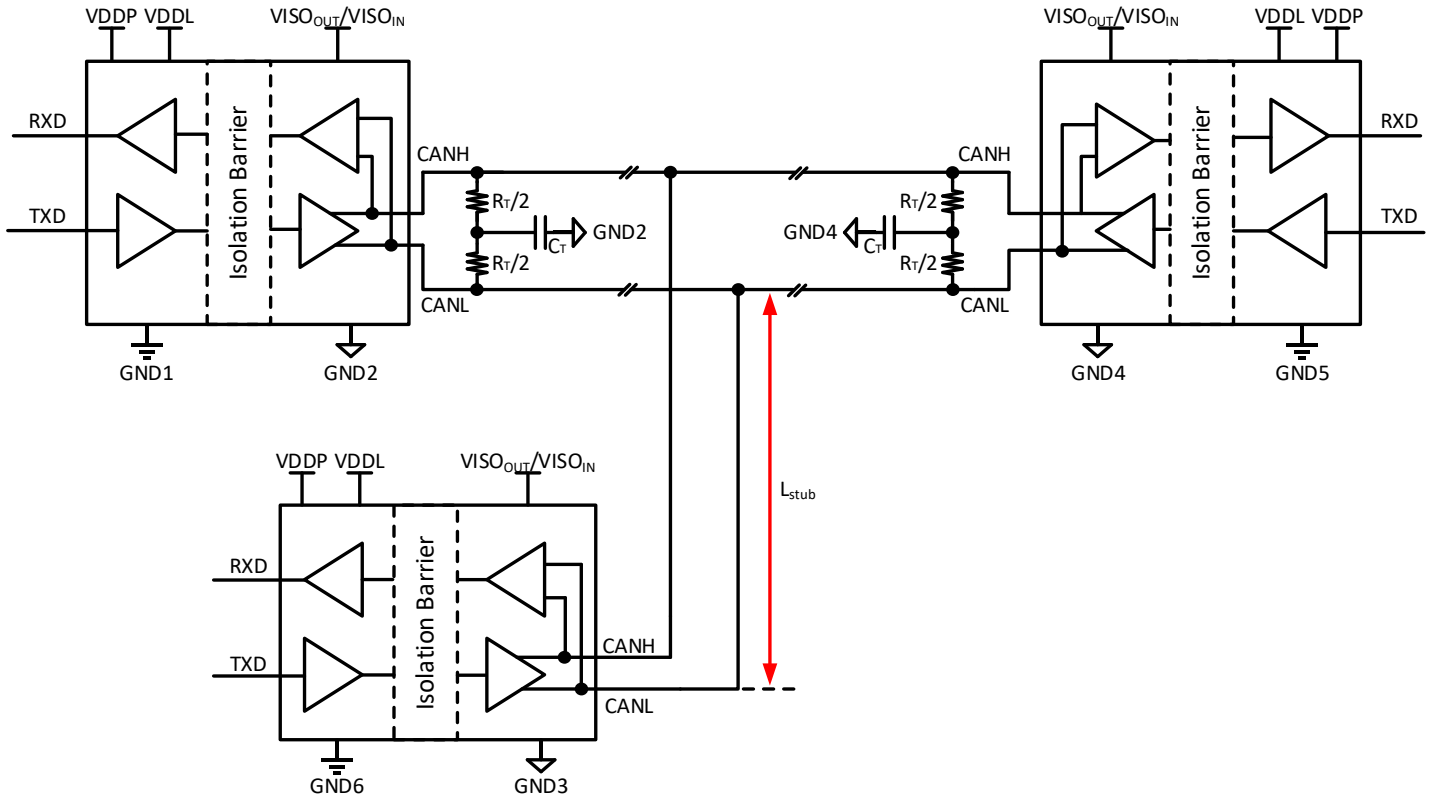 VDDP VDDL VISOOUT/VISOIN
VISOOUT/VISOIN VDDL VDDP
RXD
TXD
Isolation Barrier
CANH
RT/2
CT
GND2
RT/2
CANL
GND1
GND2
CANH
RT/2
GND4
CT
RT/2
CANL
Isolation Barrier
RXD
TXD
GND4
GND5
Lstub
VDDP VDDL VISOOUT/VISOIN
RXD
TXD
Isolation Barrier
CANH
CANL
GND6
GND3